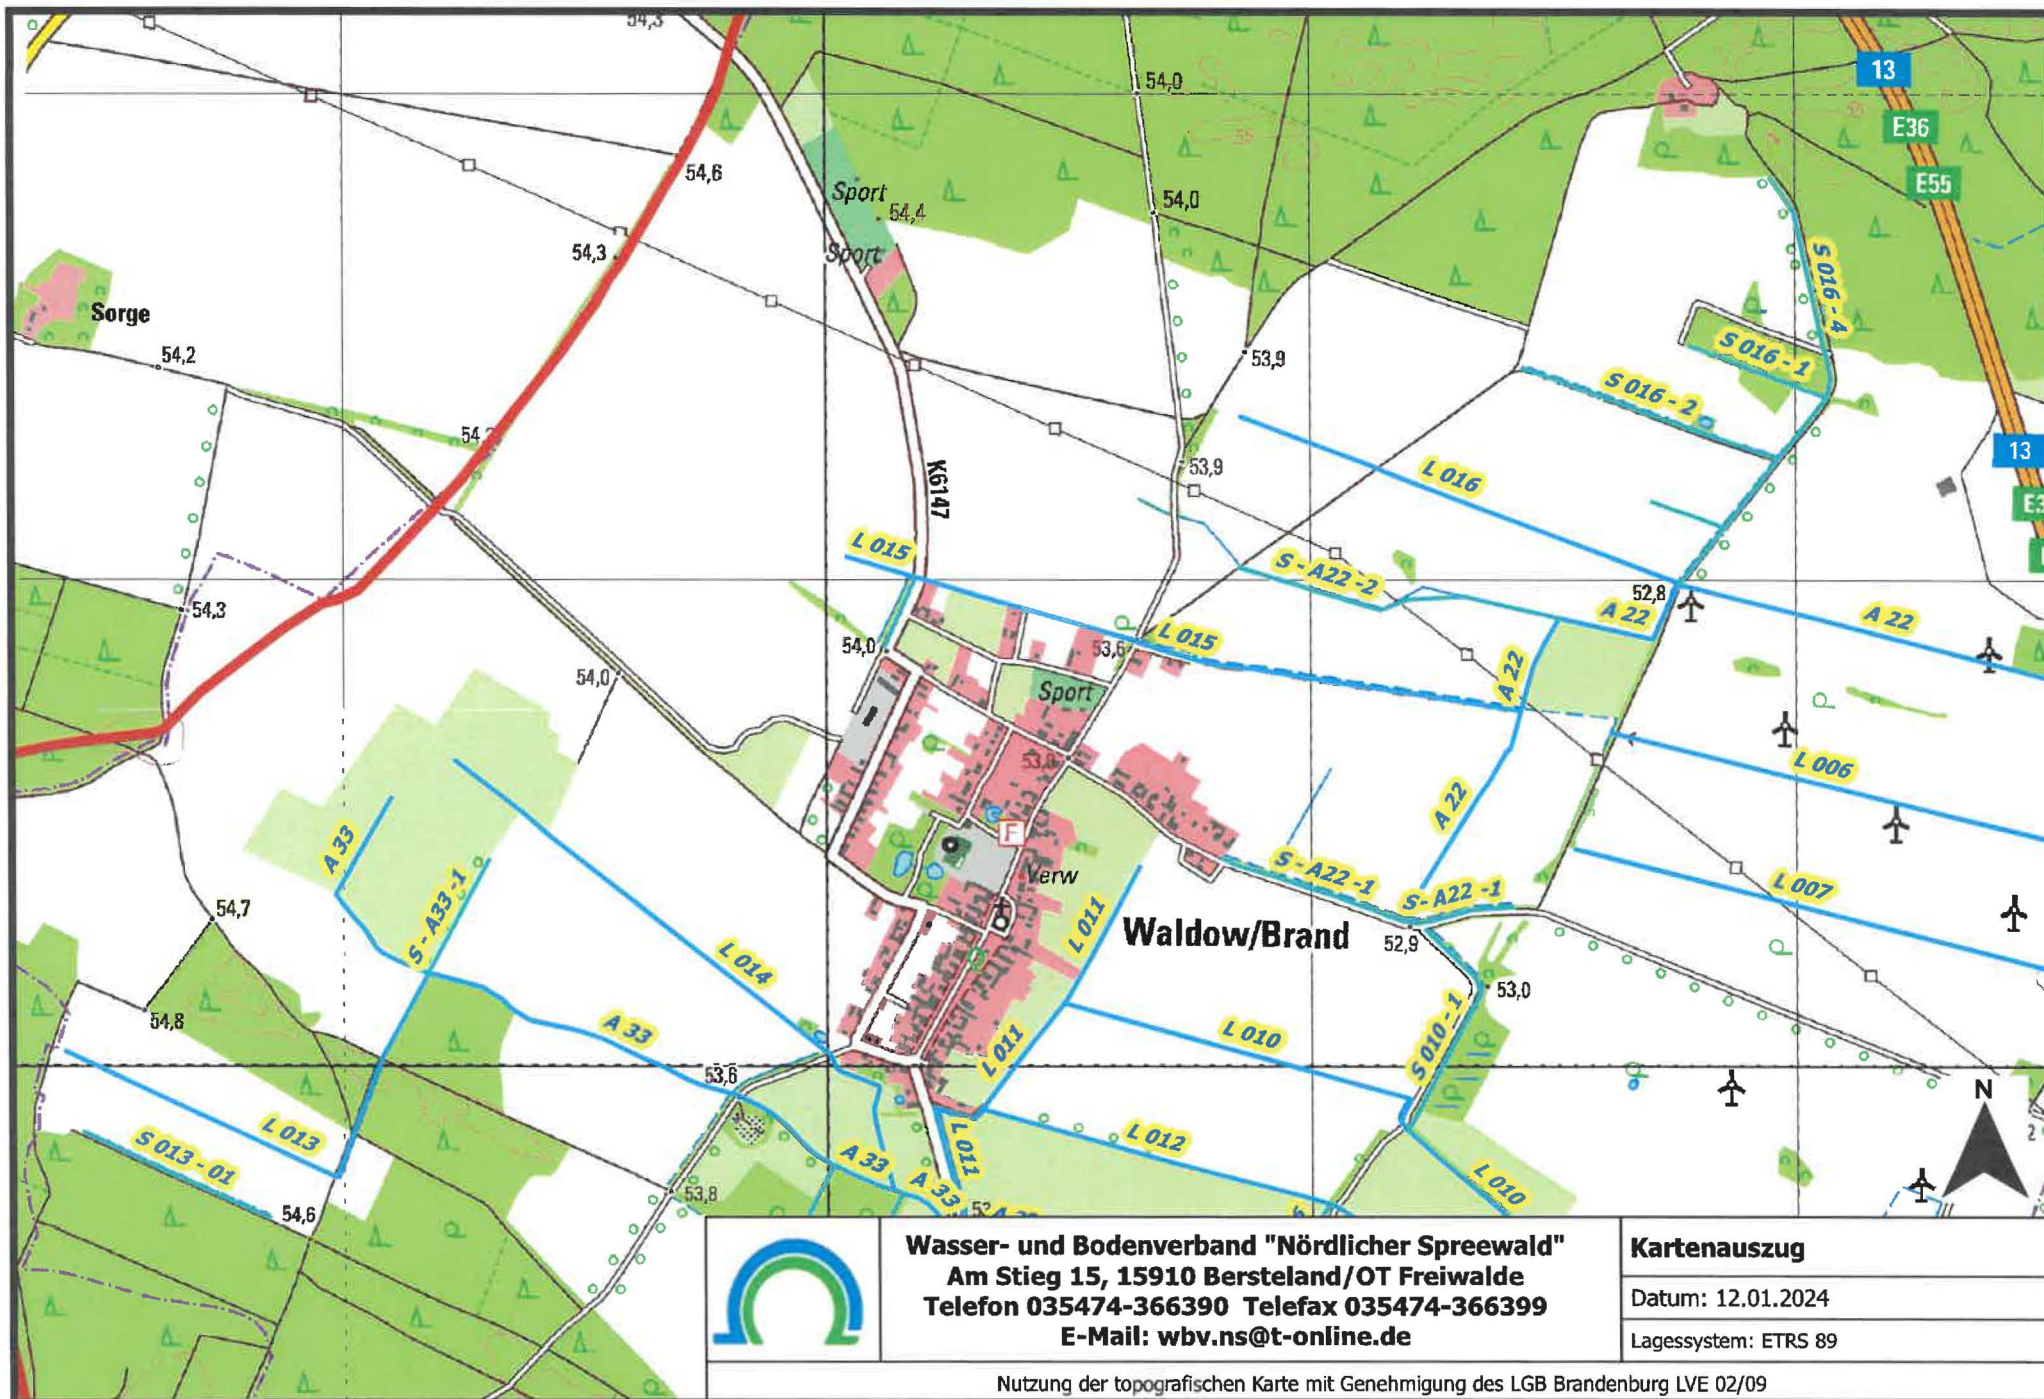 54,3
13
54,0
E36
54,6
E55
Sport
54,4
54,0
54,3
Sport
S 016 - 4
Sorge
54,2
53,9
S 016 - 1
S 016 - 2
54,2
53,9
L 016
13
K6147
L 015
S - A22 -2
52,8
54,3
A 22
A 22
54,0
53,6
L 015
54,0
Sport
A 22
53,8
L 006
A 22
A 33
F
S - A33 -1
Verw
S - A22 -1
S- A22 -1
L 007
L 011
54,7
Waldow/Brand
52,9
L 014
53,0
54,8
A 33
L 010
S 010 - 1
L 011
53,6
N
L 013
L 012
S 013 - 01
L 011
A 33
L 010
53,8
A 33
54,6
Wasser- und Bodenverband "Nördlicher Spreewald"
Am Stieg 15, 15910 Bersteland/OT Freiwalde
Telefon 035474-366390 Telefax 035474-366399
E-Mail: wbv.ns@t-online.de
Kartenauszug
Datum: 12.01.2024
Lagessystem: ETRS 89
Nutzung der topografischen Karte mit Genehmigung des LGB Brandenburg LVE 02/09